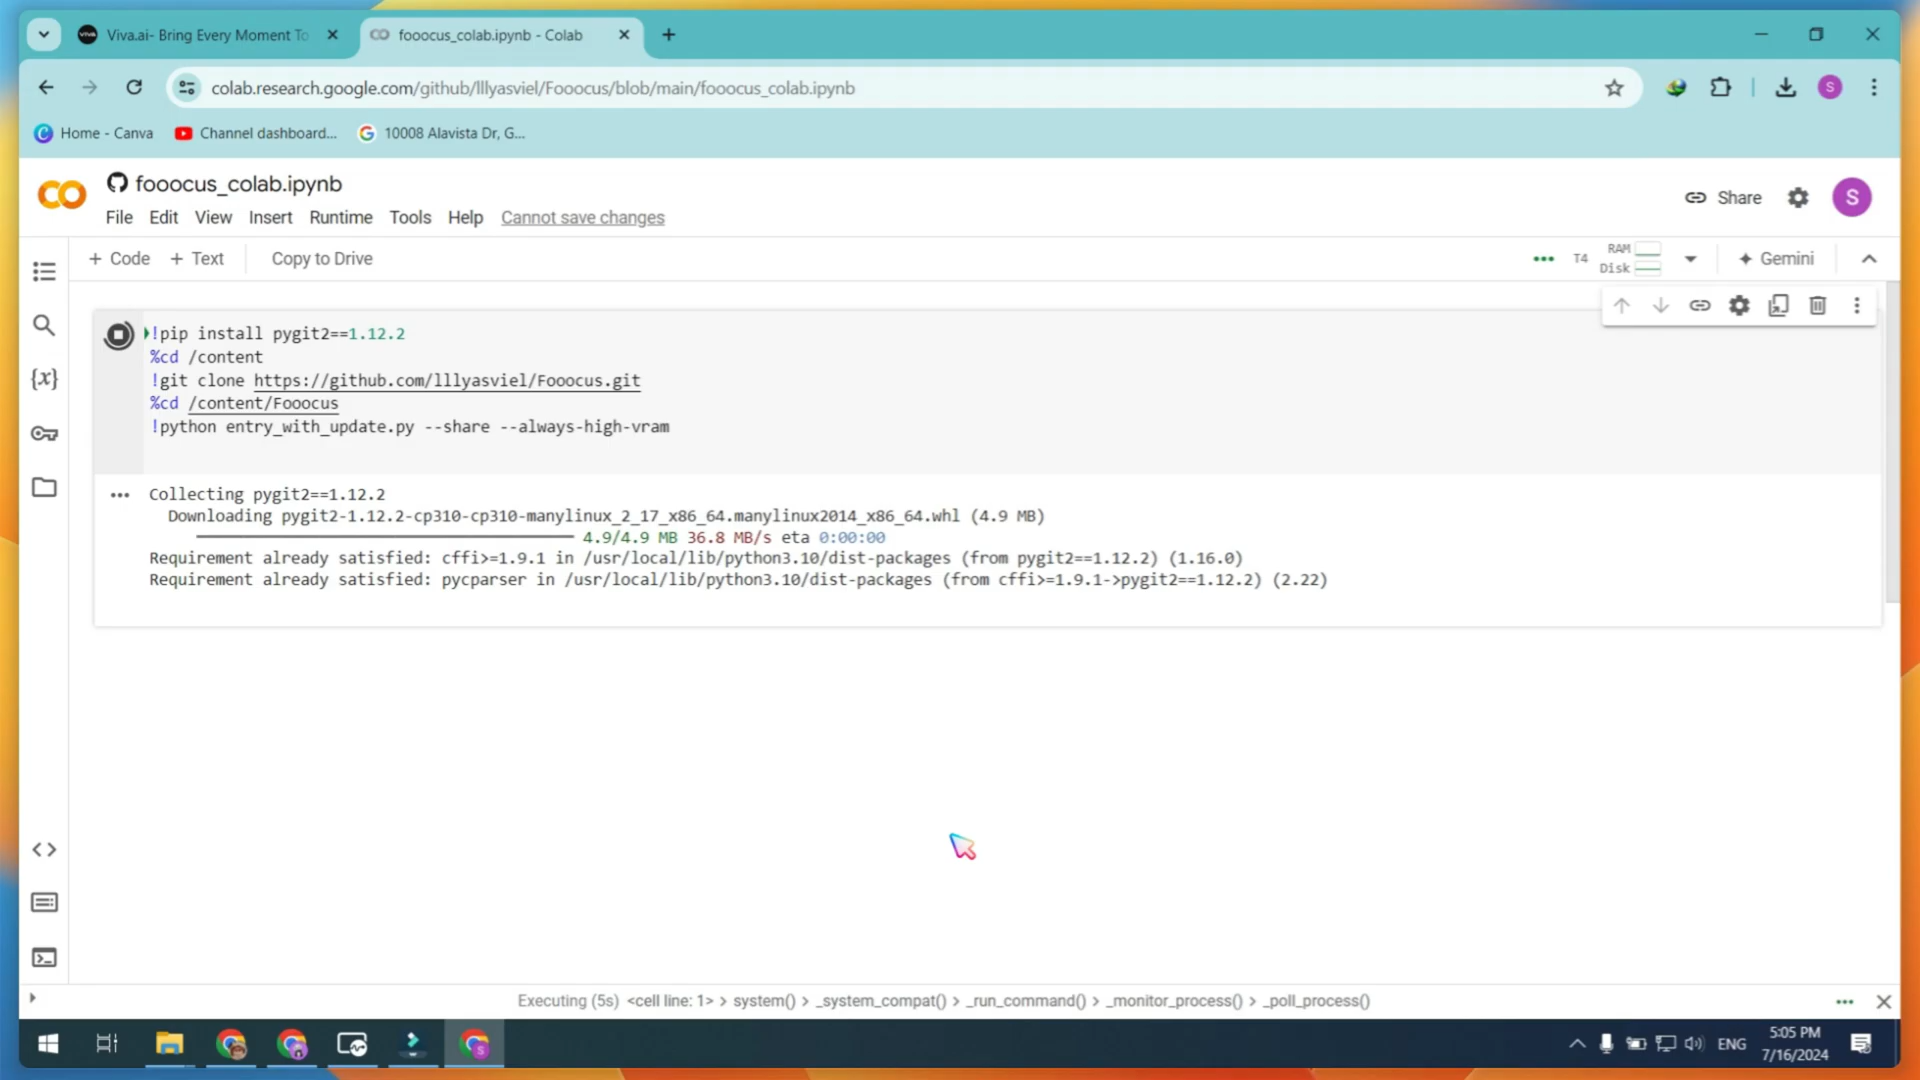 Viva.ai- Bring Every Moment To
fooocus_colab.ipynb - Colab
colab.research.google.com/github/lllyasviel/Fooocus/blob/main/fooocus_colab.ipynb
S
Home - Canva
Channel dashboard...
10008 Alavista Dr, G...
fooocus_colab.ipynb
File Edit View Insert Runtime Tools Help Cannot save changes
Share
S
+ Code + Text Copy to Drive
T4
RAM
Disk
Gemini
!pip install pygit2==1.12.2
%cd /content
!git clone https://github.com/lllyasviel/Fooocus.git
%cd /content/Fooocus
!python entry_with_update.py --share --always-high-vram
Collecting pygit2==1.12.2
Downloading pygit2-1.12.2-cp310-cp310-manylinux_2_17_x86_64.manylinux2014_x86_64.whl (4.9 MB)
4.9/4.9 MB 36.8 MB/s eta 0:00:00
Requirement already satisfied: cffi>=1.9.1 in /usr/local/lib/python3.10/dist-packages (from pygit2==1.12.2) (1.16.0)
Requirement already satisfied: pycparser in /usr/local/lib/python3.10/dist-packages (from cffi>=1.9.1->pygit2==1.12.2) (2.22)
Executing (5s) <cell line: 1> > system() > _system_compat() > _run_command() > _monitor_process() > _poll_process()
ENG
5:05 PM
7/16/2024